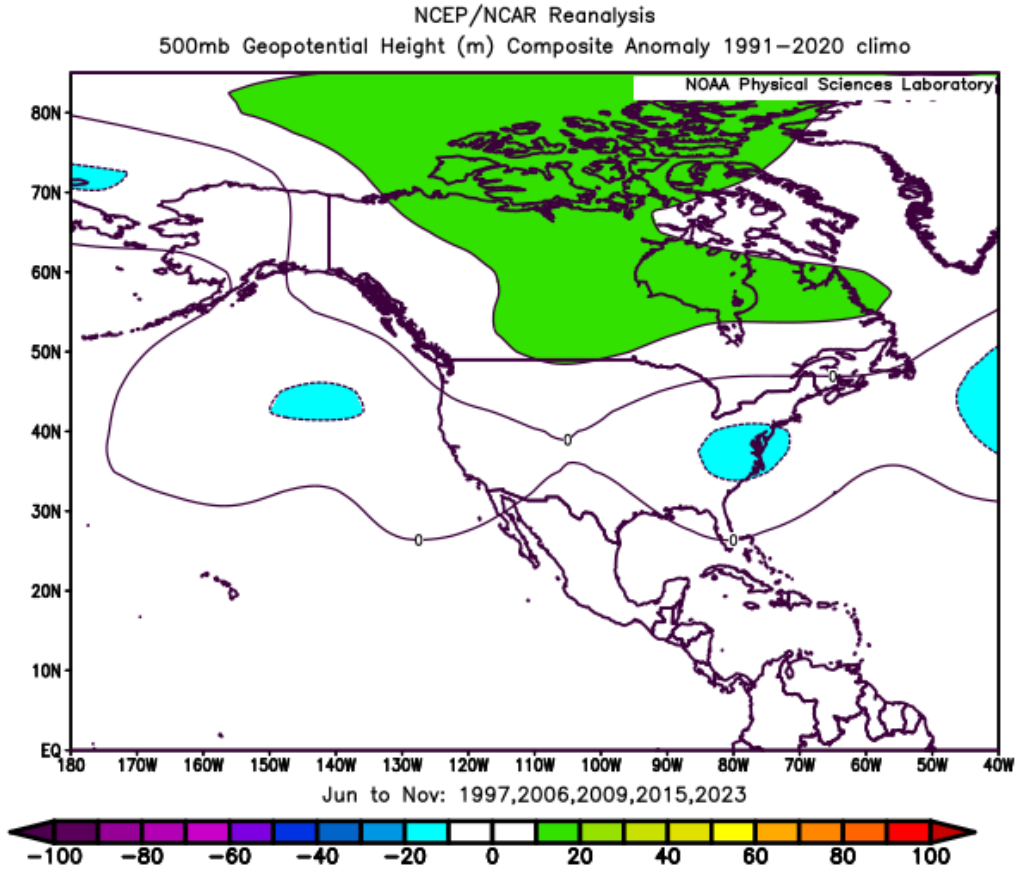 NCEP/NCAR Reanalysis
500mb Geopotential Height (m) Composite Anomaly 1991−2020 climo
NOAA Physical Sciences Laboratory
80N
70N
60N
50N
0
40N
0
30N
0
0
20N
10N
EQ
180 170W 160W 150W 140W 130W 120W 110W 100W 90W 80W 70W 60W 50W 40W
Jun to Nov: 1997,2006,2009,2015,2023
−100 −80 −60 −40 −20 0 20 40 60 80 100